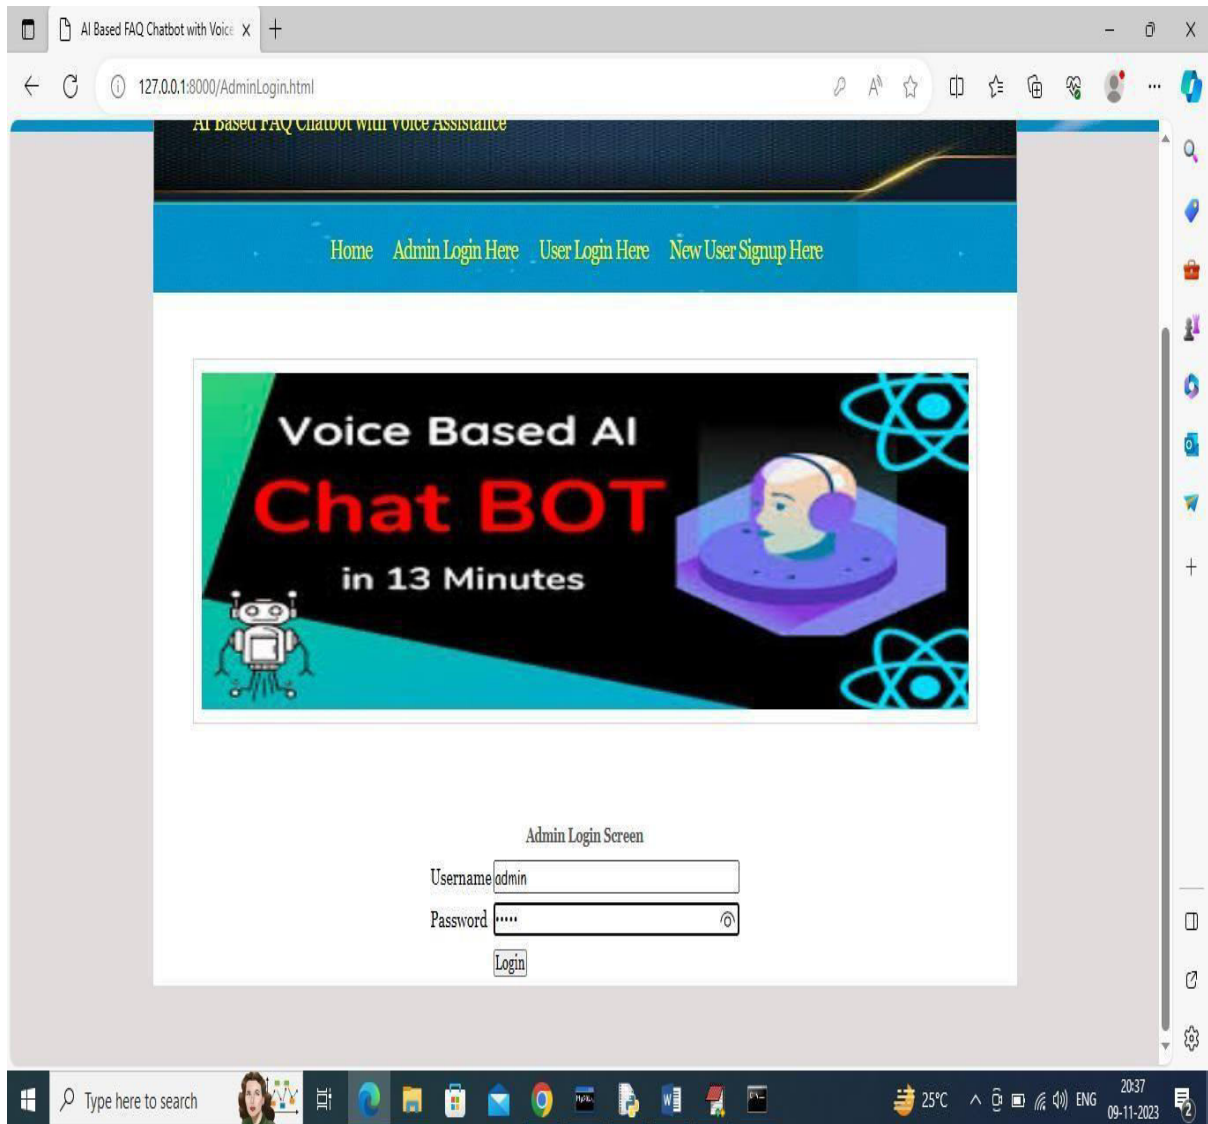 AI Based FAQ Chatbot with Voice
127.0.0.1:8000/AdminLogin.html
AI Based FAQ Chatbot with Voice Assistance
Home Admin Login Here User Login Here New User Signup Here
Voice Based AI
Chat BOT
in 13 Minutes
Admin Login Screen
Username admin
Password •••••
Login
Type here to search
25°C
ENG
20:37
09-11-2023
2